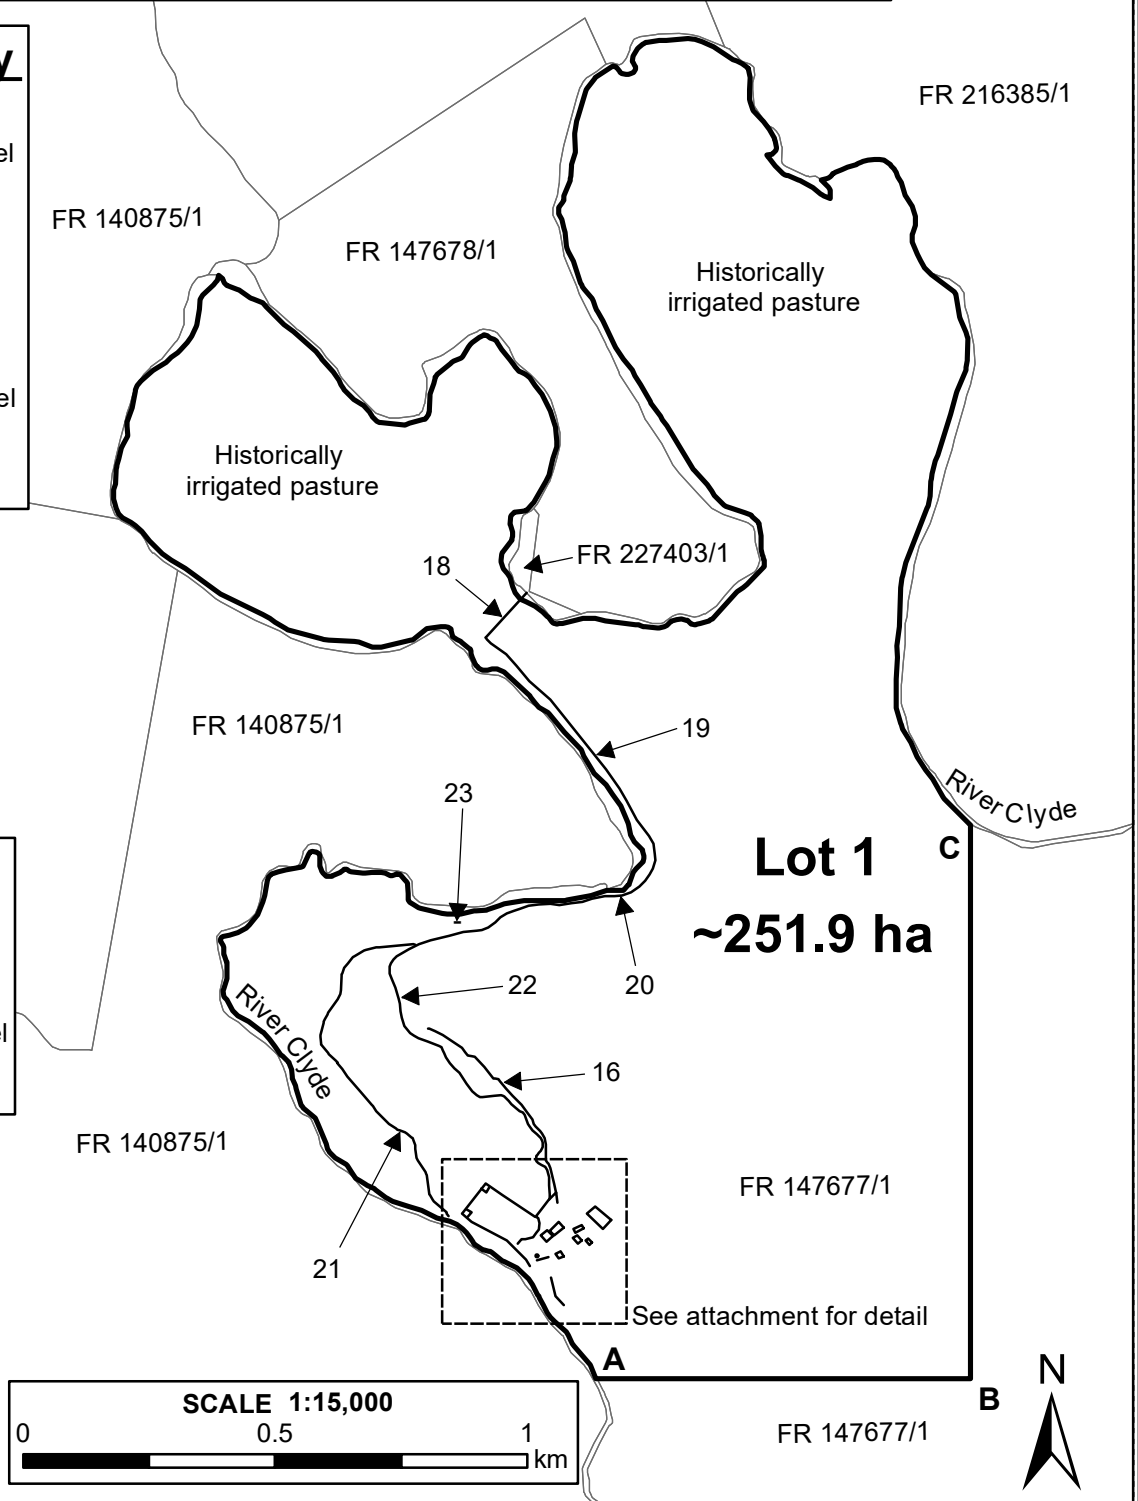 y
FR 216385/1
el
FR 140875/1
FR 147678/1
Historically
irrigated pasture
el
Historically
irrigated pasture
FR 227403/1
18
FR 140875/1
19
23
River Clyde
C
Lot 1
~251.9 ha
20
22
River Clyde
el
16
FR 140875/1
FR 147677/1
21
See attachment for detail
A
N
B
SCALE 1:15,000
0 0.5 1
km
FR 147677/1